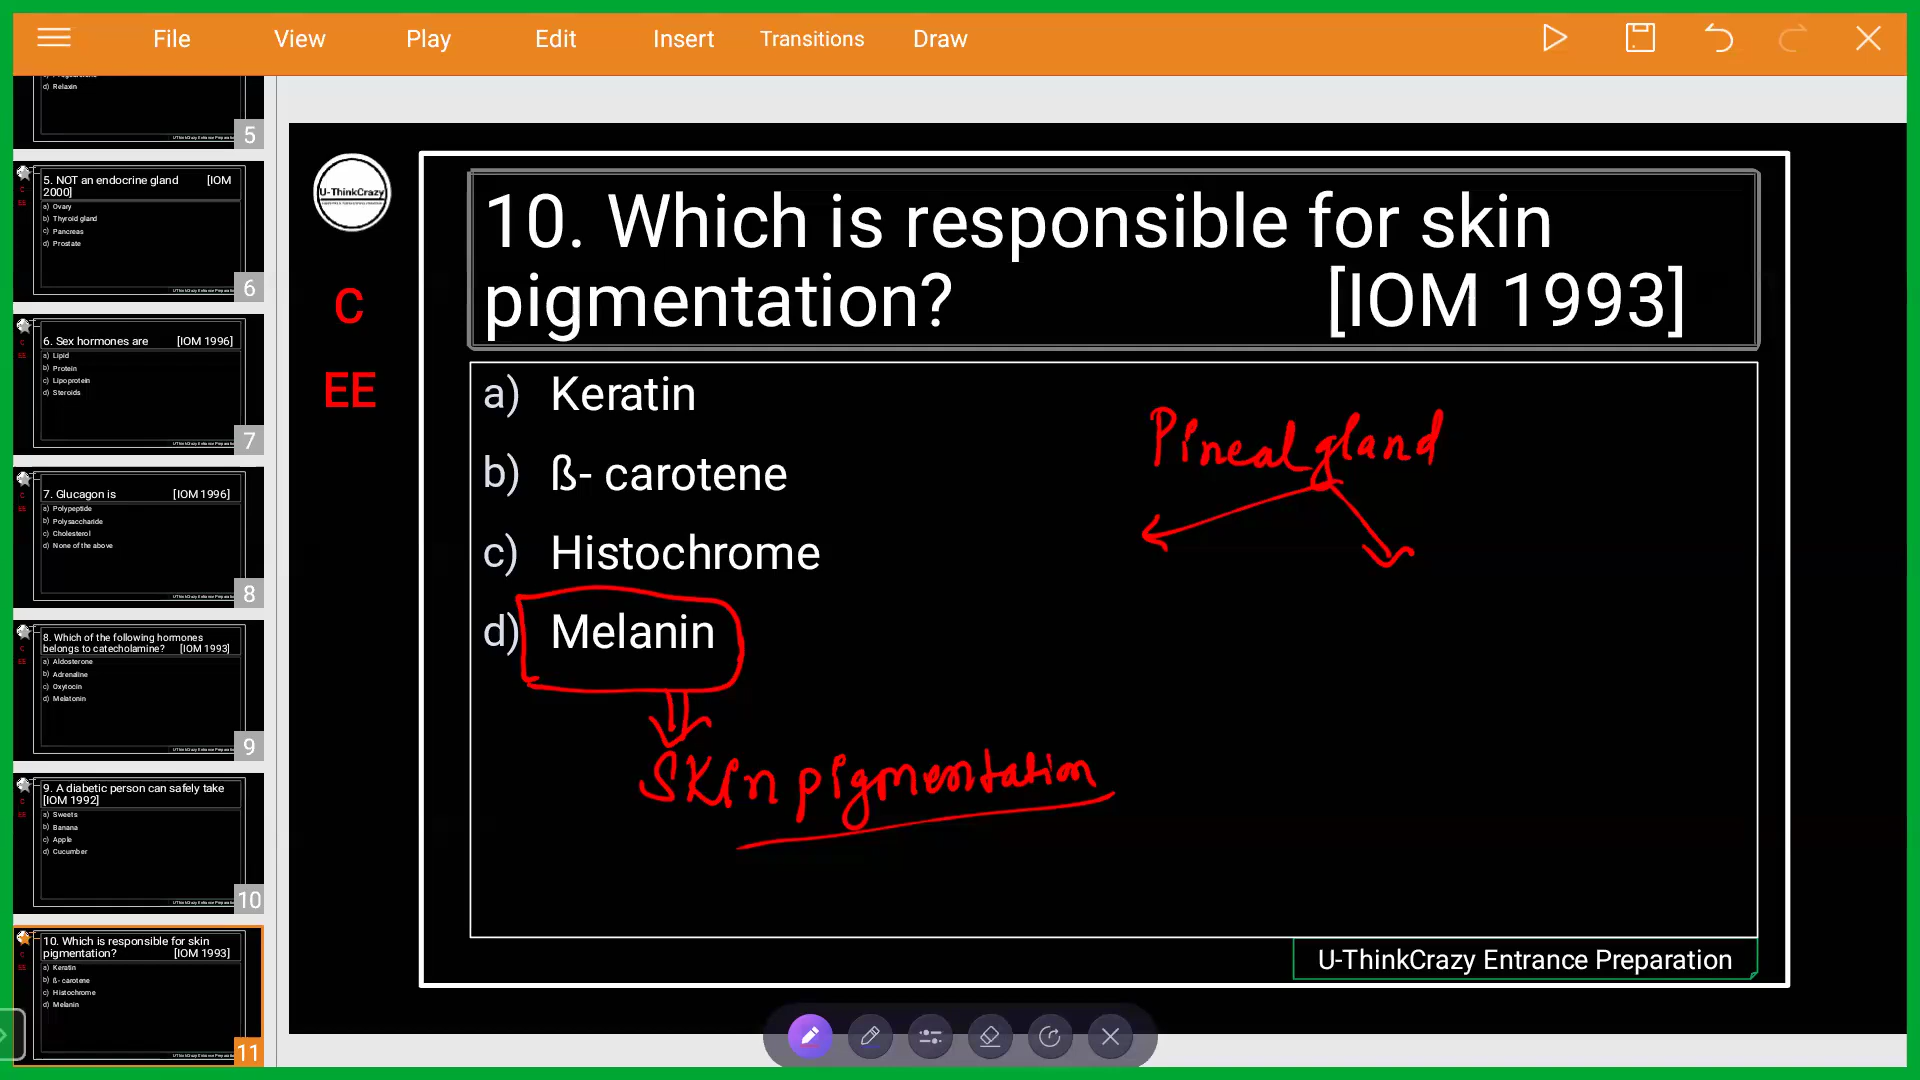 File View Play Edit Insert Transitions Draw
d) Relaxin
5
5. NOT an endocrine gland [IOM
2000]
a) Ovary
b) Thyroid gland
c) Pancreas
d) Prostate
U-ThinkCrazy Entrance Preparation
6
6. Sex hormones are [IOM 1996]
a) Lipid
b) Protein
c) Lipoprotein
d) Steroids
7
7. Glucagon is [IOM 1996]
a) Polypeptide
b) Polysaccharide
c) Cholesterol
d) None of the above
8
8. Which of the following hormones
belongs to catecholamine? [IOM 1993]
a) Aldosterone
b) Adrenaline
c) Oxytocin
d) Melatonin
9
9. A diabetic person can safely take
[IOM 1992]
a) Sweets
b) Banana
c) Apple
d) Cucumber
10
10. Which is responsible for skin
pigmentation? [IOM 1993]
a) Keratin
b) ß- carotene
c) Histochrome
d) Melanin
11
U-ThinkCrazy
C
EE
10. Which is responsible for skin
pigmentation? [IOM 1993]
a) Keratin
b) ß- carotene
c) Histochrome
d) Melanin
Pineal gland
Skin pigmentation
U-ThinkCrazy Entrance Preparation